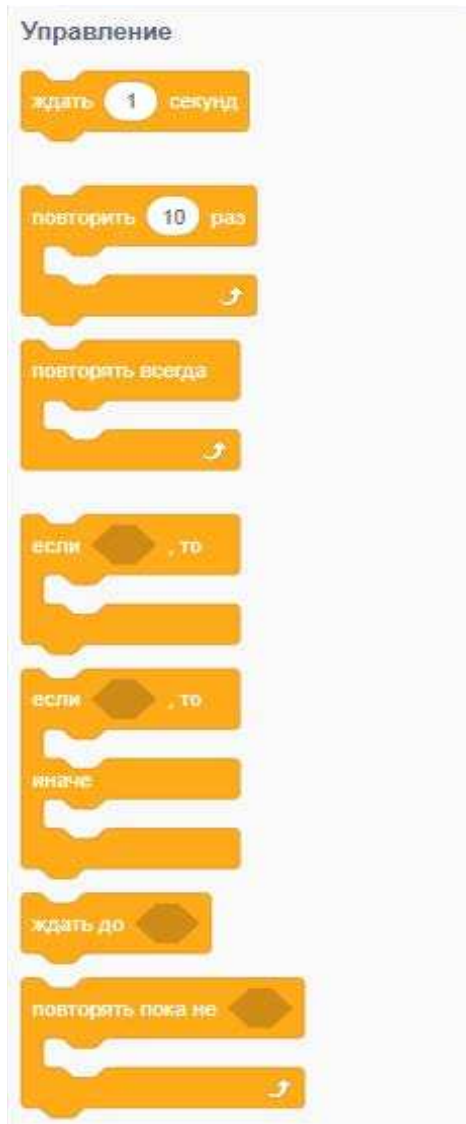 Управление
ждать 1 секунд
повторить 10 раз
повторять всегда
если , то
если , то
иначе
ждать до
повторять пока не